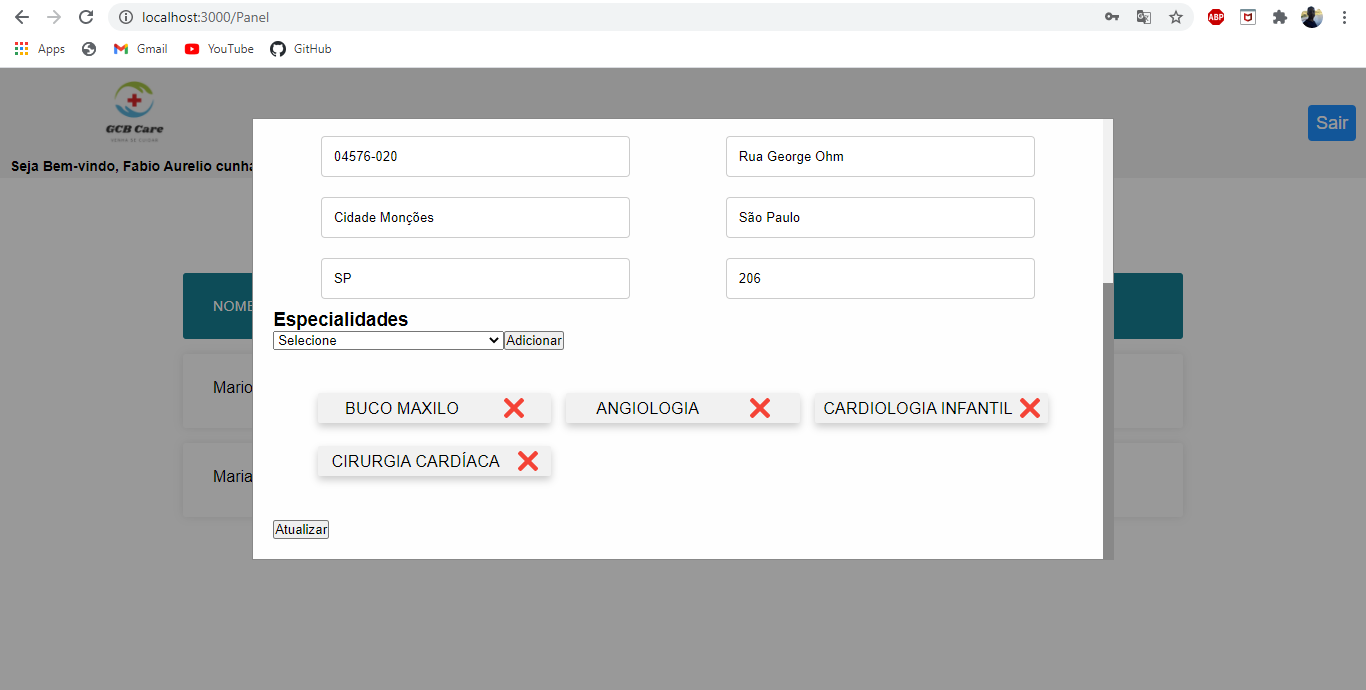 localhost:3000/Panel
ABP
Apps
Gmail
YouTube
GitHub
GCB Care
Sair
Seja Bem-vindo, Fabio Aurelio cunha
04576-020
Rua George Ohm
Cidade Monções
São Paulo
SP
206
NOME
Especialidades
Selecione
Adicionar
Mario
BUCO MAXILO
ANGIOLOGIA
CARDIOLOGIA INFANTIL
CIRURGIA CARDÍACA
Maria
Atualizar